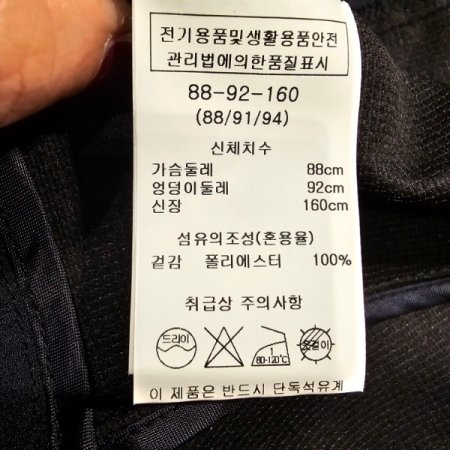 전기용품및생활용품안전
관리법에의한품질표시
88-92-160
(88/91/94)
신체치수
가슴둘레 88cm
엉덩이둘레 92cm
신장 160cm
섬유의조성(혼용율)
겉감 폴리에스터 100%
취급상 주의사항
드라이 1 80-120℃ 옷걸이
이 제품은 반드시 단독석유계